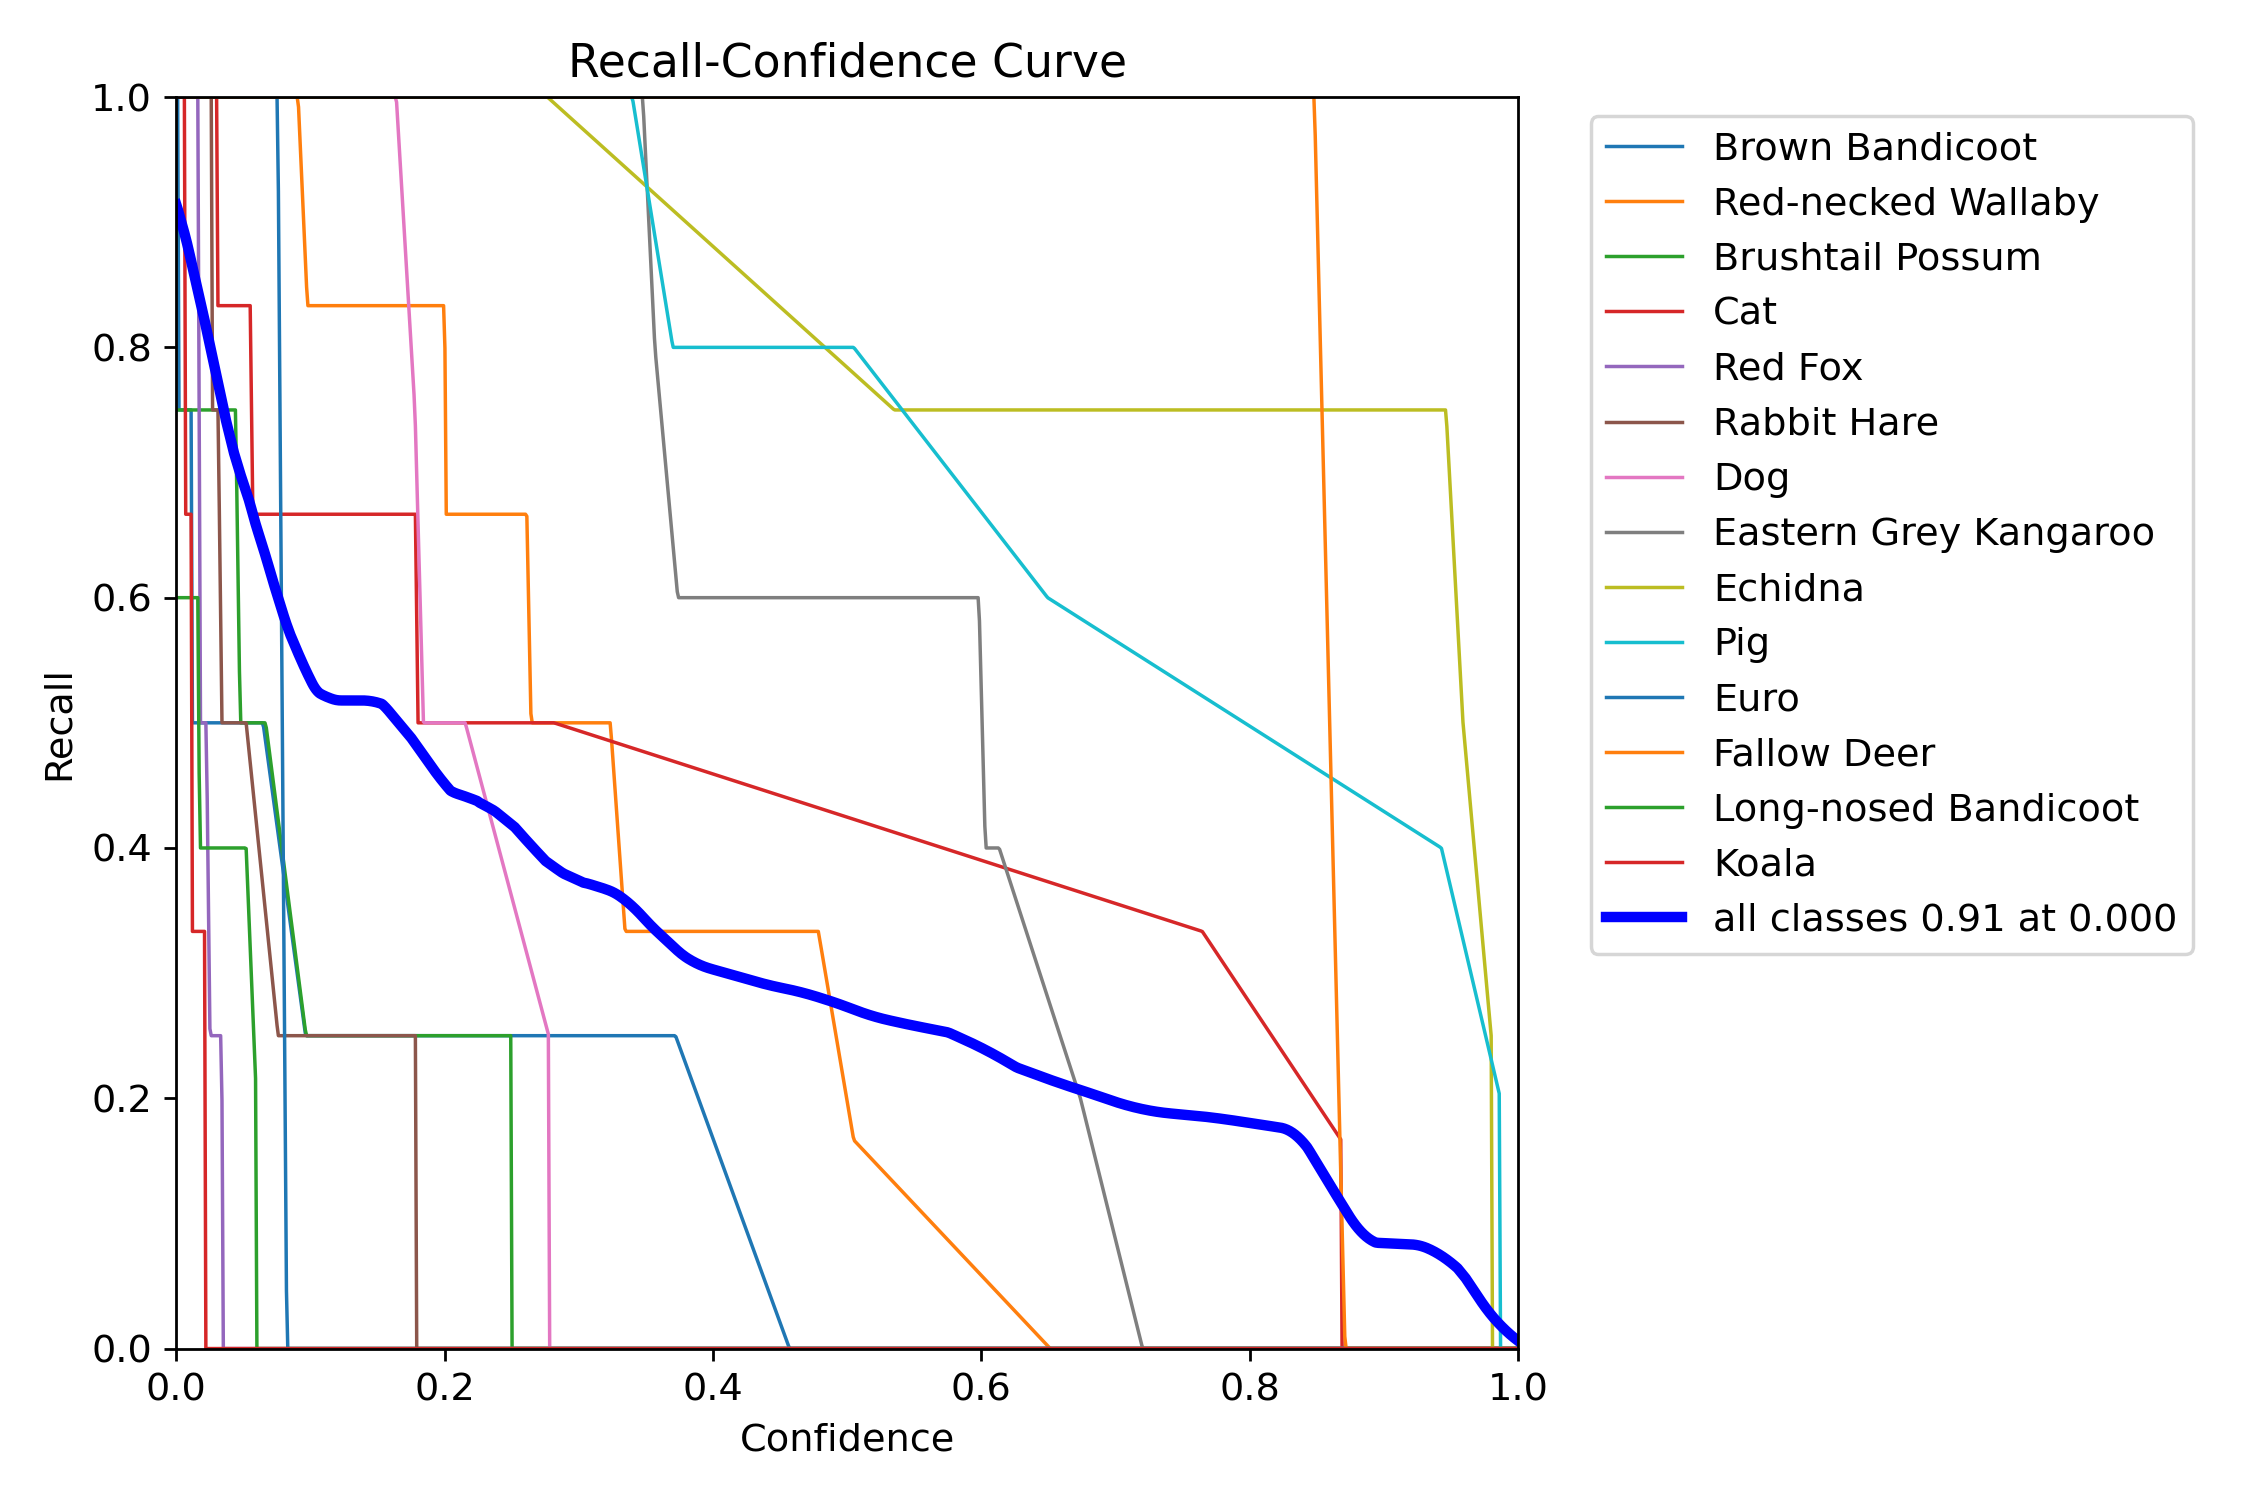 Recall-Confidence Curve
1.0
0.8
0.6
0.4
0.2
0.0
Recall
0.0 0.2 0.4 0.6 0.8 1.0
Confidence
Brown Bandicoot
Red-necked Wallaby
Brushtail Possum
Cat
Red Fox
Rabbit Hare
Dog
Eastern Grey Kangaroo
Echidna
Pig
Euro
Fallow Deer
Long-nosed Bandicoot
Koala
all classes 0.91 at 0.000